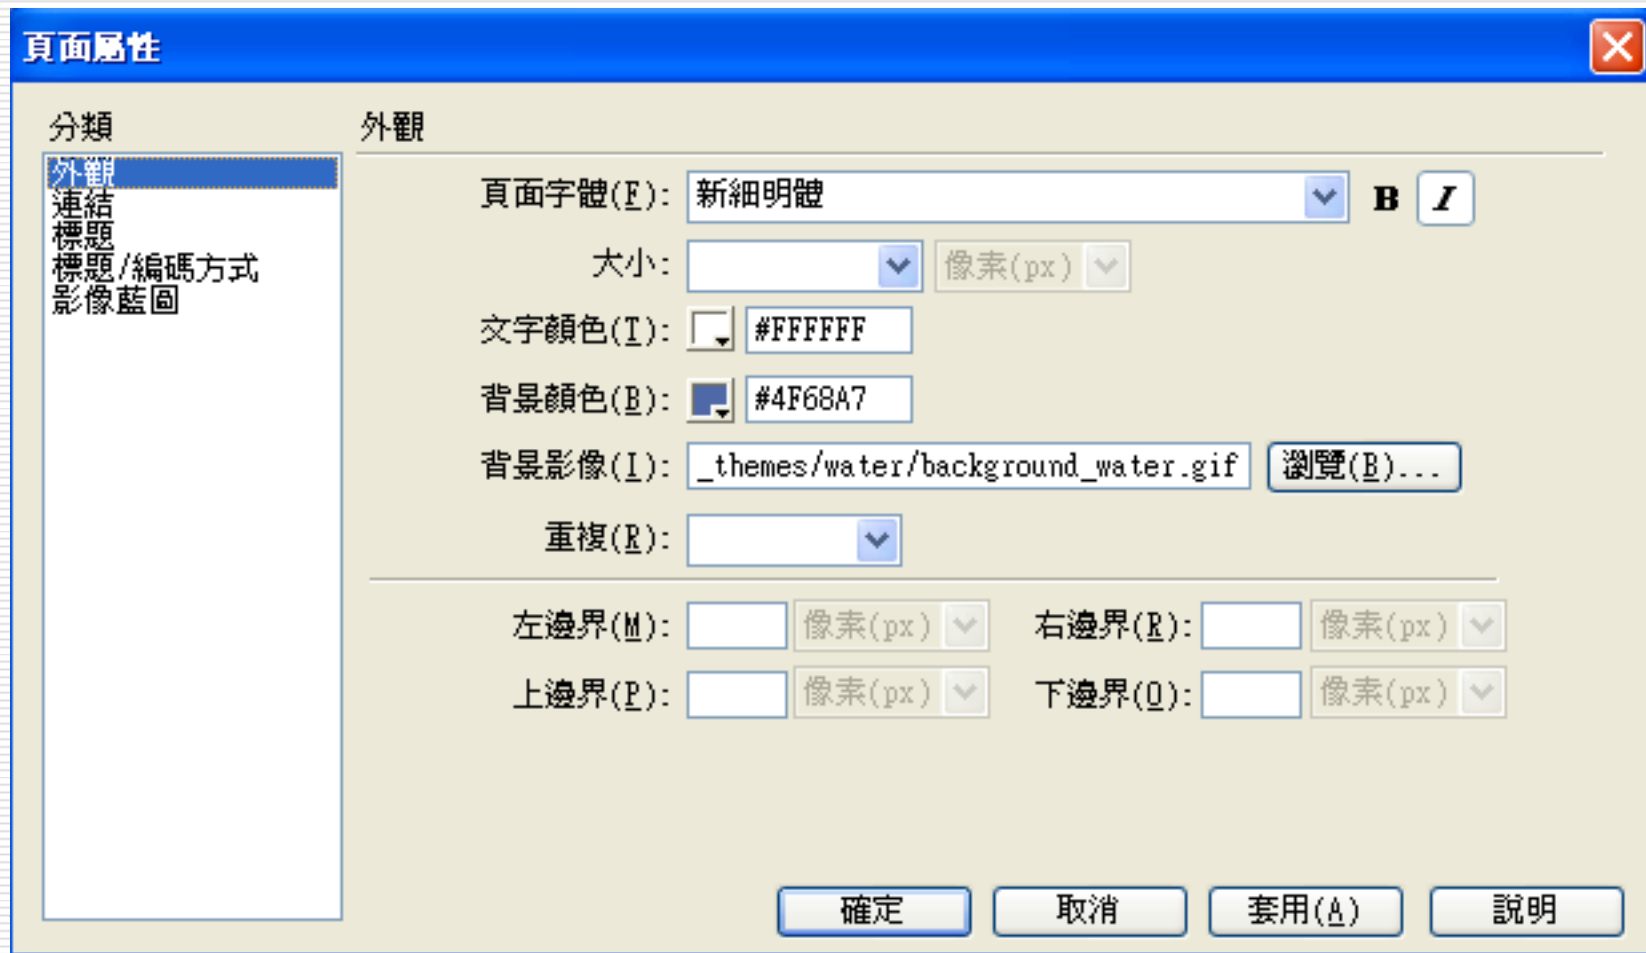 頁面屬性
分類
外觀
連結
標題
標題/編碼方式
影像藍圖
外觀
頁面字體(F): 新細明體 B I
大小: 像素(px)
文字顏色(T): #FFFFFF
背景顏色(B): #4F68A7
背景影像(I): _themes/water/background_water.gif 瀏覽(B)...
重複(R):
左邊界(M): 像素(px) 右邊界(R): 像素(px)
上邊界(P): 像素(px) 下邊界(O): 像素(px)
確定 取消 套用(A) 說明